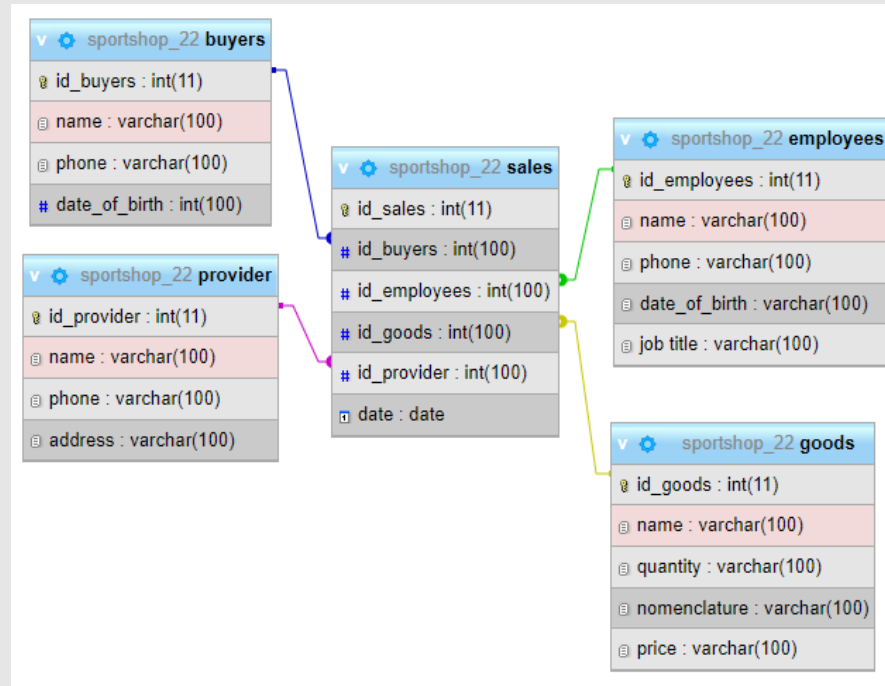 sportshop_22 buyers
id_buyers : int(11)
name : varchar(100)
phone : varchar(100)
date_of_birth : int(100)
sportshop_22 provider
id_provider : int(11)
name : varchar(100)
phone : varchar(100)
address : varchar(100)
sportshop_22 sales
id_sales : int(11)
id_buyers : int(100)
id_employees : int(100)
id_goods : int(100)
id_provider : int(100)
date : date
sportshop_22 employees
id_employees : int(11)
name : varchar(100)
phone : varchar(100)
date_of_birth : varchar(100)
job title : varchar(100)
sportshop_22 goods
id_goods : int(11)
name : varchar(100)
quantity : varchar(100)
nomenclature : varchar(100)
price : varchar(100)